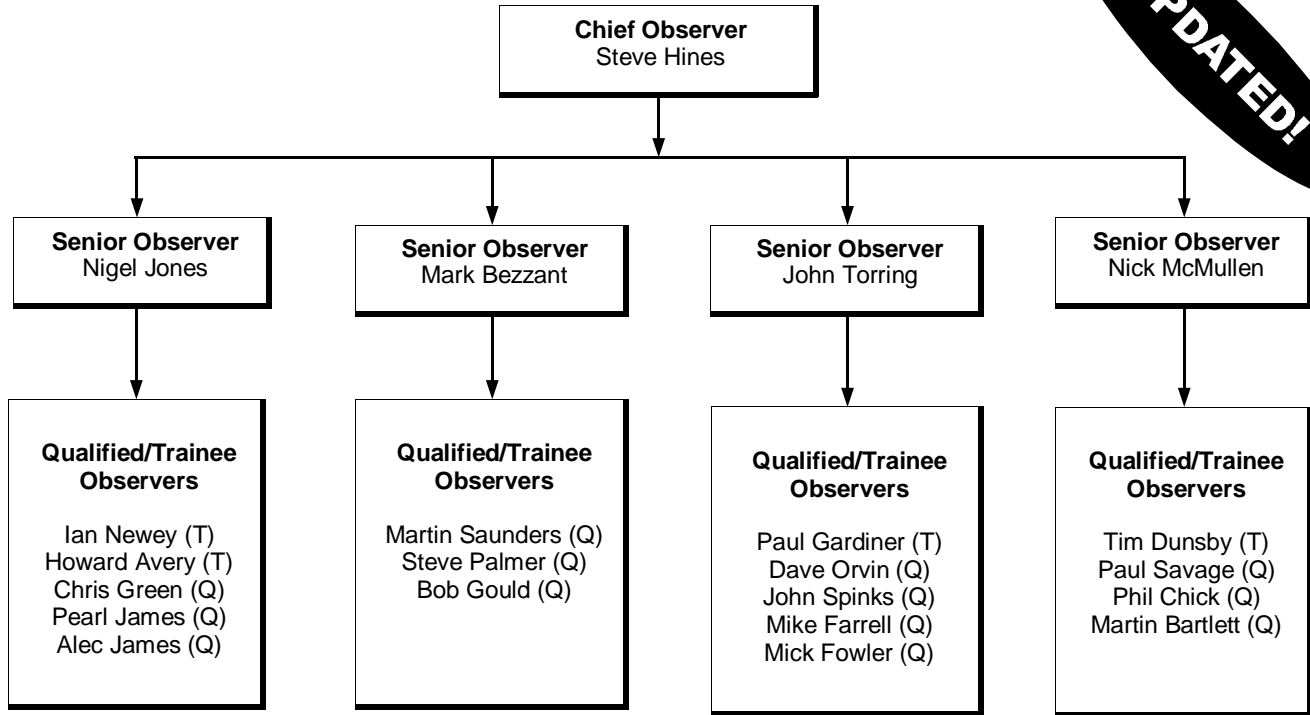 Chief Observer
Steve Hines
PDATED!
Senior Observer
Nigel Jones
Senior Observer
Mark Bezzant
Senior Observer
John Torring
Senior Observer
Nick McMullen
Qualified/Trainee
Observers
Ian Newey (T)
Howard Avery (T)
Chris Green (Q)
Pearl James (Q)
Alec James (Q)
Qualified/Trainee
Observers
Martin Saunders (Q)
Steve Palmer (Q)
Bob Gould (Q)
Qualified/Trainee
Observers
Paul Gardiner (T)
Dave Orvin (Q)
John Spinks (Q)
Mike Farrell (Q)
Mick Fowler (Q)
Qualified/Trainee
Observers
Tim Dunsby (T)
Paul Savage (Q)
Phil Chick (Q)
Martin Bartlett (Q)